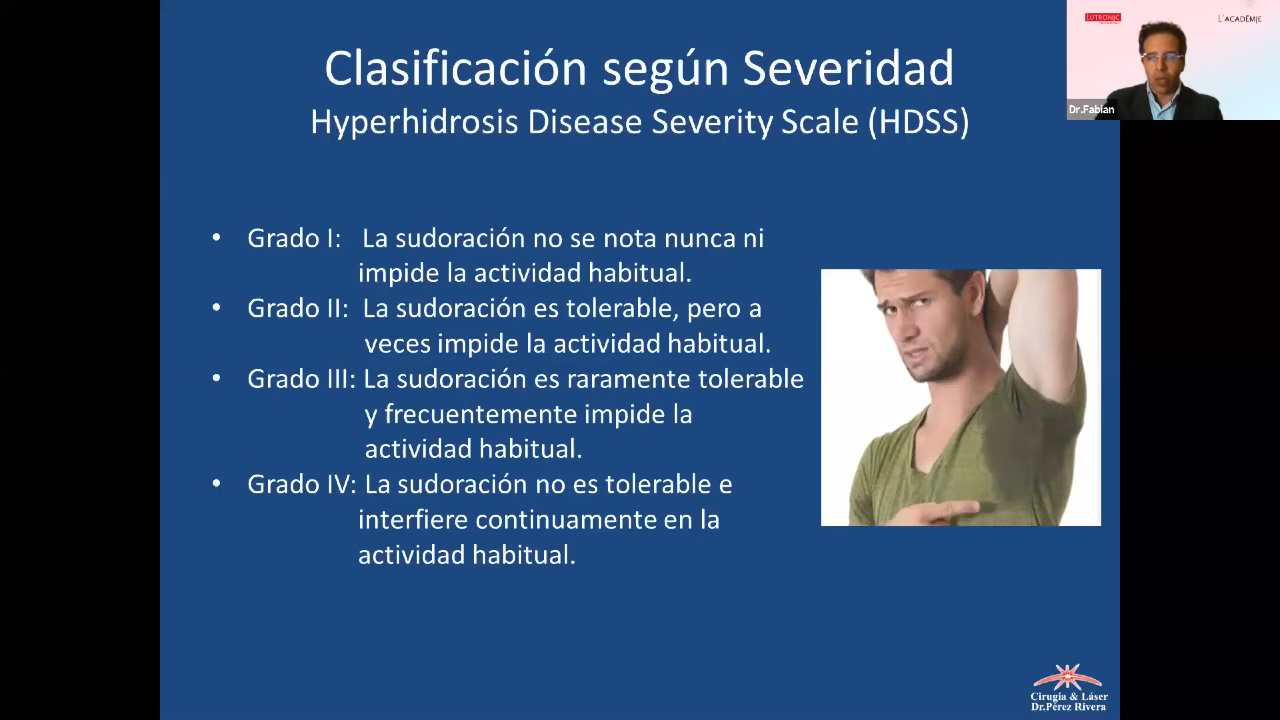 Clasificación según Severidad
Hyperhidrosis Disease Severity Scale (HDSS)
• Grado I: La sudoración no se nota nunca ni
impide la actividad habitual.
• Grado II: La sudoración es tolerable, pero a
veces impide la actividad habitual.
• Grado III: La sudoración es raramente tolerable
y frecuentemente impide la
actividad habitual.
• Grado IV: La sudoración no es tolerable e
interfiere continuamente en la
actividad habitual.
LUTRONIC
L'ACADÉMIE
Dr.Fabian
Cirugía & Láser
Dr.Pérez Rivera